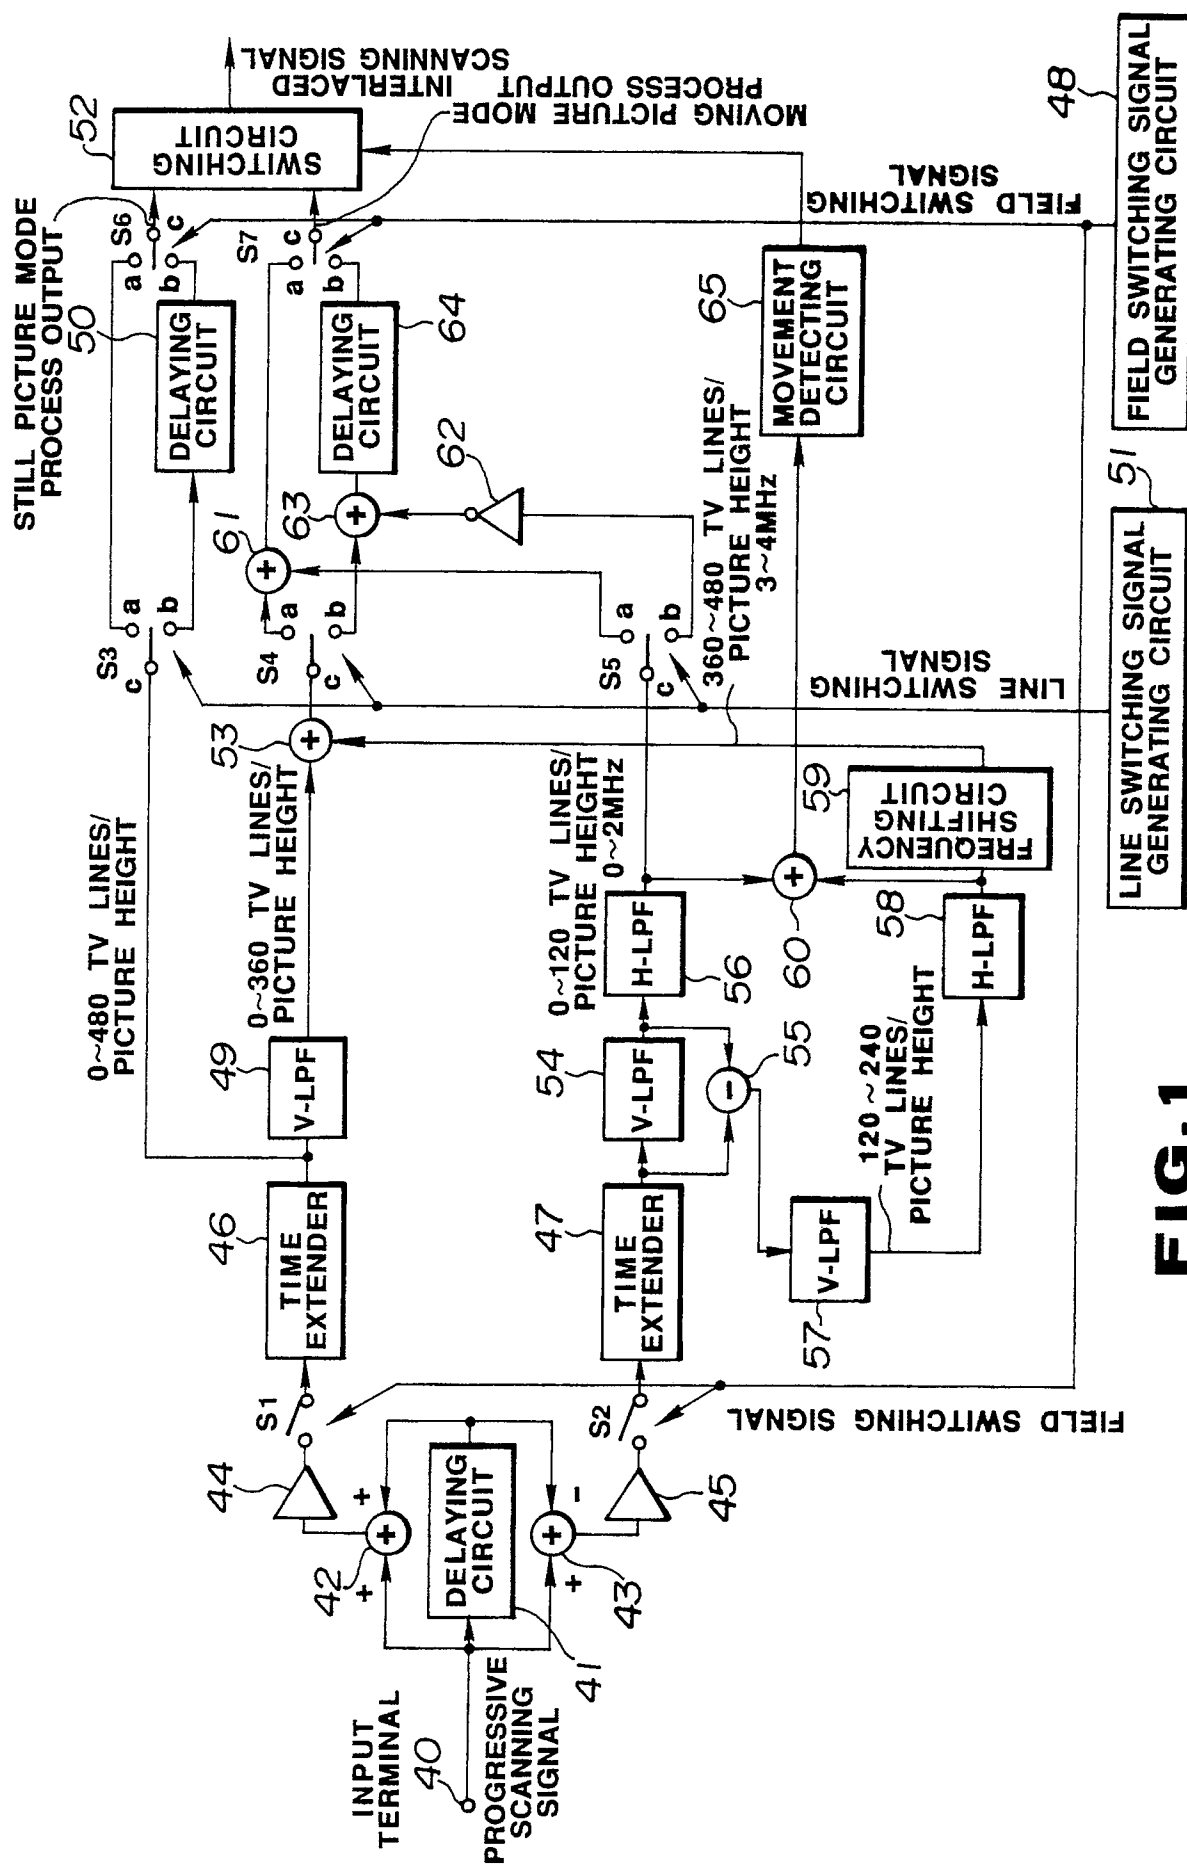 INPUT
TERMINAL
40
PROGRESSIVE
SCANNING
SIGNAL
DELAYING
CIRCUIT
41
42
+
+
+
43
+
+
-
44
45
S1
S2
FIELD SWITCHING SIGNAL
TIME
EXTENDER
46
TIME
EXTENDER
47
V-LPF
49
0~480 TV LINES/
PICTURE HEIGHT
0~360 TV LINES/
PICTURE HEIGHT
V-LPF
54
-
55
V-LPF
57
120~240
TV LINES/
PICTURE HEIGHT
H-LPF
56
0~120 TV LINES/
PICTURE HEIGHT
0~2MHz
H-LPF
58
FREQUENCY
SHIFTING
CIRCUIT
59
+
60
+
53
360~480 TV LINES/
PICTURE HEIGHT
3~4MHz
LINE SWITCHING
SIGNAL
S3
c
a
b
S4
c
a
b
S5
c
a
b
+
61
62
+
63
DELAYING
CIRCUIT
50
DELAYING
CIRCUIT
64
MOVEMENT
DETECTING
CIRCUIT
65
STILL PICTURE MODE
PROCESS OUTPUT
S6
a
b
c
S7
a
b
c
FIELD SWITCHING
SIGNAL
SWITCHING
CIRCUIT
52
MOVING PICTURE MODE
PROCESS OUTPUT
INTERLACED
SCANNING SIGNAL
LINE SWITCHING SIGNAL
GENERATING CIRCUIT
51
FIELD SWITCHING SIGNAL
GENERATING CIRCUIT
48
FIG.1